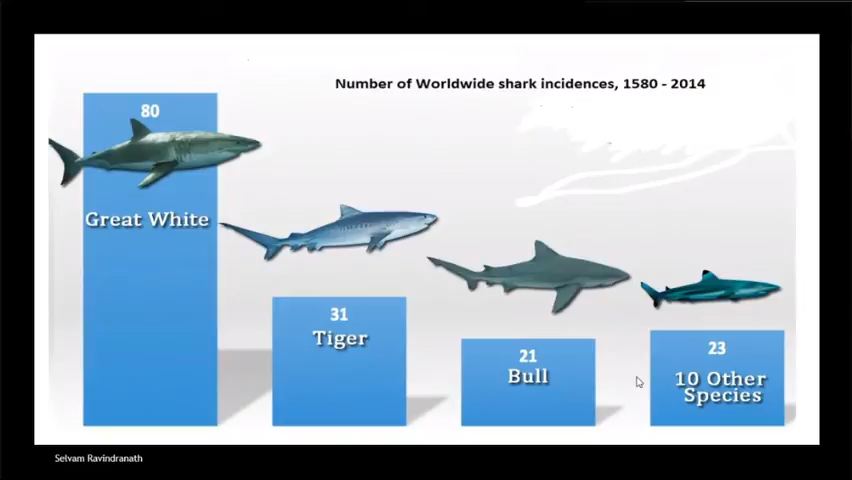 Number of Worldwide shark incidences, 1580 - 2014
80
Great White
31
Tiger
21
Bull
23
10 Other
Species
Selvam Ravindranath